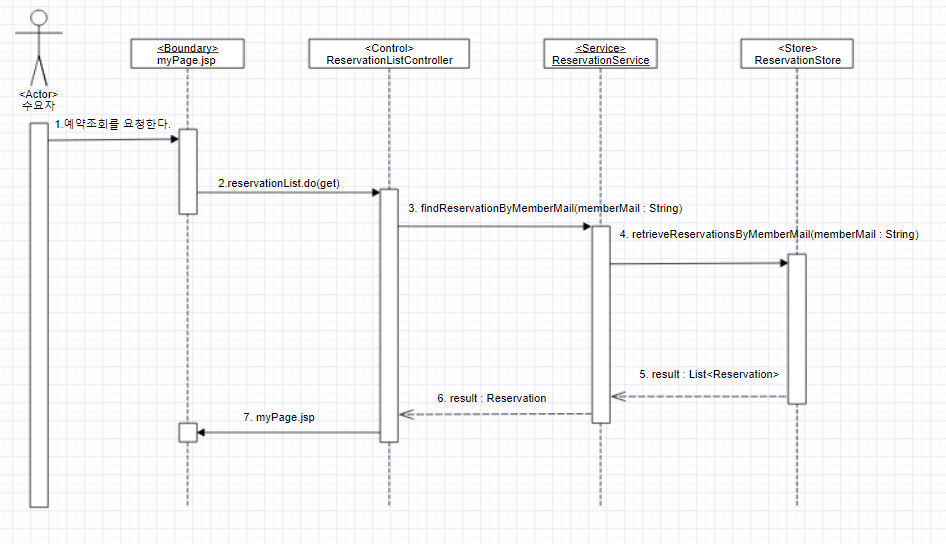 <Boundary>
myPage.jsp
<Control>
ReservationListController
<Service>
ReservationService
<Store>
ReservationStore
<Actor>
수요자
1.예약조회를 요청한다.
2.reservationList.do(get)
3. findReservationByMemberMail(memberMail : String)
4. retrieveReservationsByMemberMail(memberMail : String)
5. result : List<Reservation>
6. result : Reservation
7. myPage.jsp